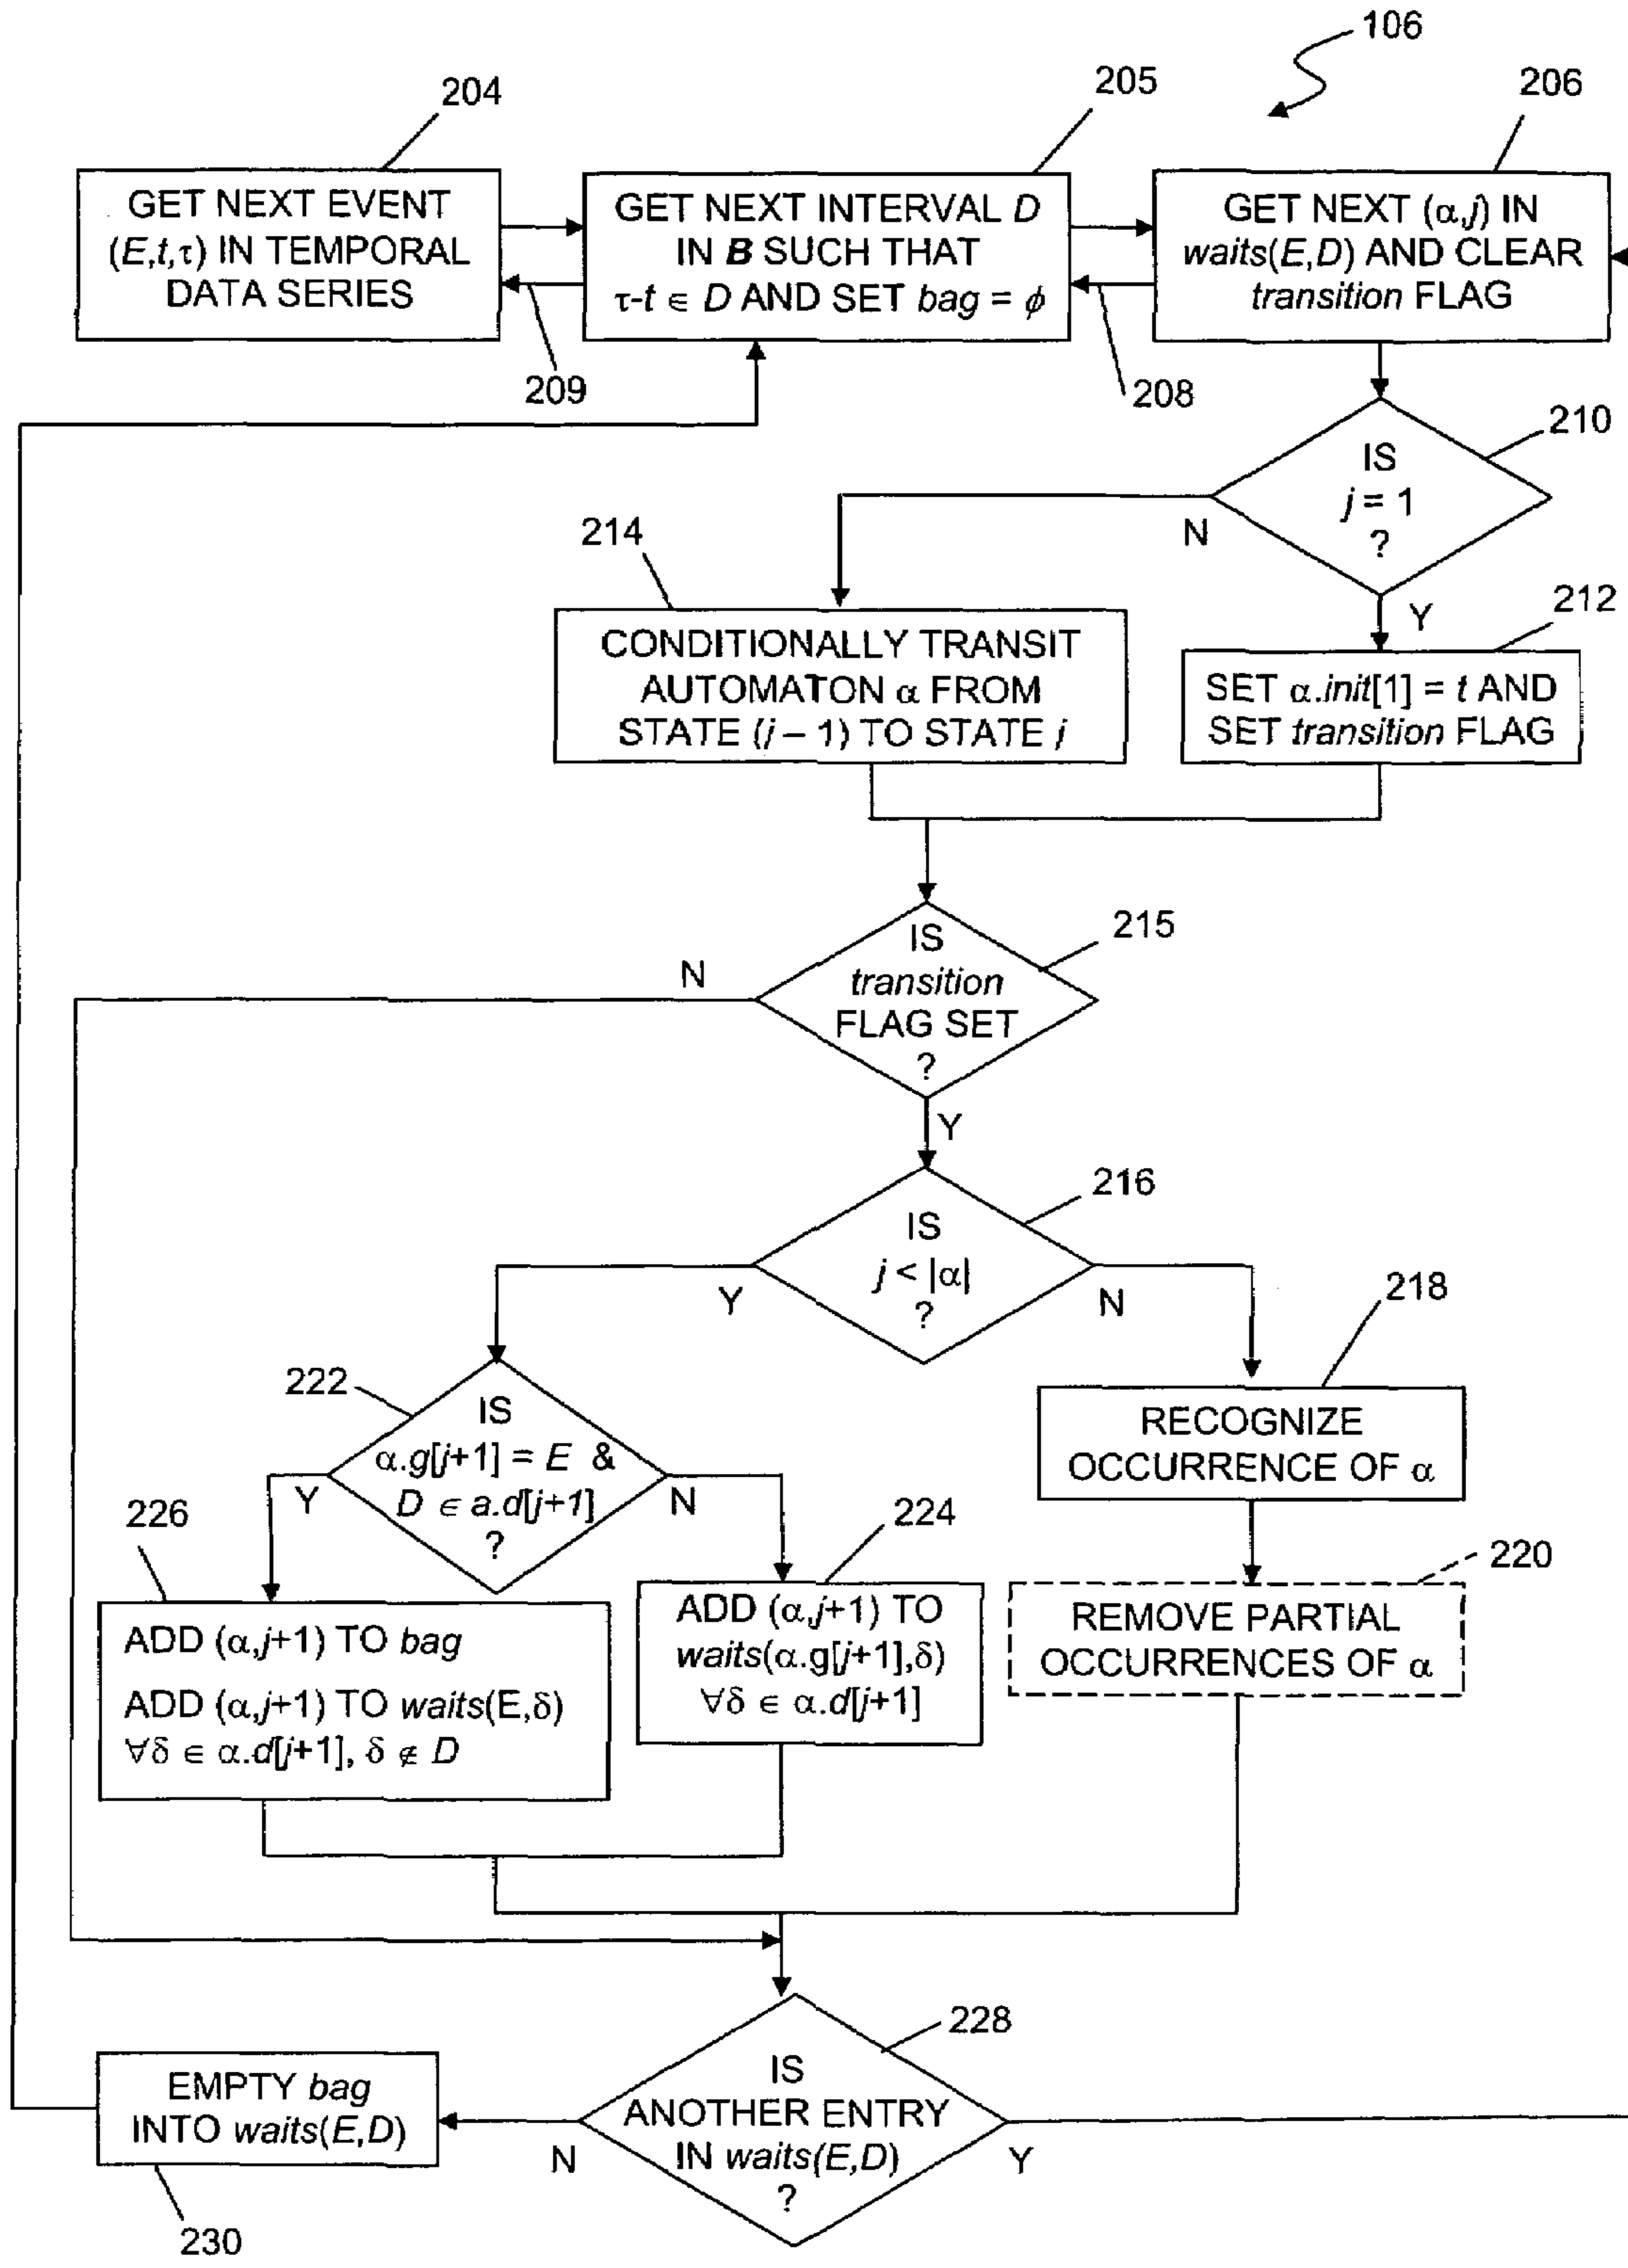 106
204
205
206
GET NEXT EVENT
(E,t,τ) IN TEMPORAL
DATA SERIES
GET NEXT INTERVAL D
IN B SUCH THAT
τ-t ∈ D AND SET bag = ϕ
GET NEXT (α,j) IN
waits(E,D) AND CLEAR
transition FLAG
209
208
210
IS
j = 1
?
N
Y
214
212
CONDITIONALLY TRANSIT
AUTOMATON α FROM
STATE (j – 1) TO STATE j
SET α.init[1] = t AND
SET transition FLAG
215
IS
transition
FLAG SET
?
N
Y
216
IS
j < |α|
?
Y
N
218
222
IS
α.g[j+1] = E &
D ∈ a.d[j+1]
?
Y
N
RECOGNIZE
OCCURRENCE OF α
226
224
220
ADD (α,j+1) TO bag
ADD (α,j+1) TO waits(E,δ)
∀δ ∈ α.d[j+1], δ ∉ D
ADD (α,j+1) TO
waits(α.g[j+1],δ)
∀δ ∈ α.d[j+1]
REMOVE PARTIAL
OCCURRENCES OF α
228
IS
ANOTHER ENTRY
IN waits(E,D)
?
N
Y
EMPTY bag
INTO waits(E,D)
230